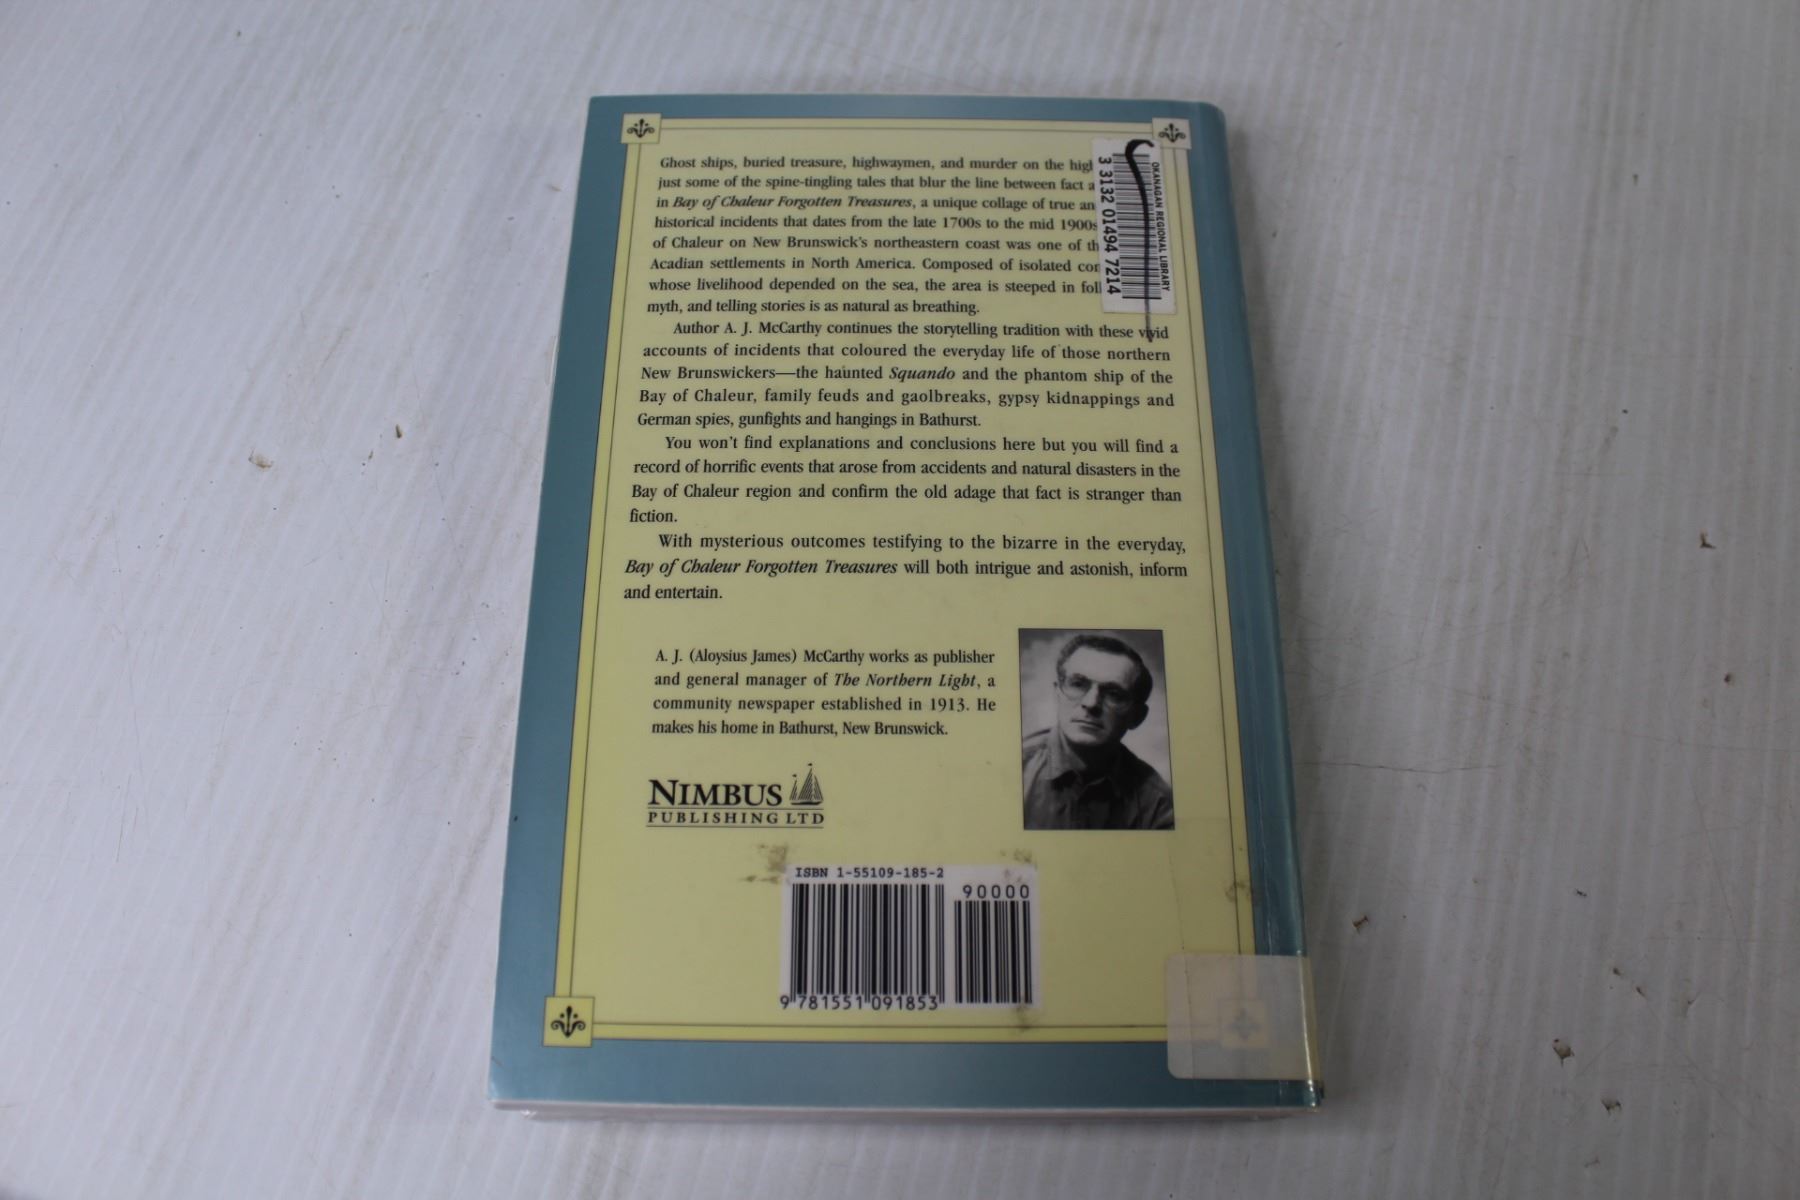 Ghost ships, buried treasure, highwaymen, and murder on the
just some of the spine-tingling tales that blur the line between fact
in Bay of Chaleur Forgotten Treasures, a unique collage of true
historical incidents that dates from the late 1700s to the mid 1900s
of Chaleur on New Brunswick's northeastern coast was one of
Acadian settlements in North America. Composed of isolated
whose livelihood depended on the sea, the area is steeped in
myth, and telling stories is as natural as breathing.
Author A. J. McCarthy continues the storytelling tradition with these vivid
accounts of incidents that coloured the everyday life of those northern
New Brunswickers—the haunted Squando and the phantom ship of the
Bay of Chaleur, family feuds and gaolbreaks, gypsy kidnappings and
German spies, gunfights and hangings in Bathurst.
You won't find explanations and conclusions here but you will find a
record of horrific events that arose from accidents and natural disasters in the
Bay of Chaleur region and confirm the old adage that fact is stranger than
fiction.
With mysterious outcomes testifying to the bizarre in the everyday,
Bay of Chaleur Forgotten Treasures will both intrigue and astonish, inform
and entertain.
OKANAGAN REGIONAL LIBRARY
3 3132 01494 7214
A. J. (Aloysius James) McCarthy works as publisher
and general manager of The Northern Light, a
community newspaper established in 1913. He
makes his home in Bathurst, New Brunswick.
NIMBUS
PUBLISHING LTD
ISBN 1-55109-185-2
90000
9 781551 091853